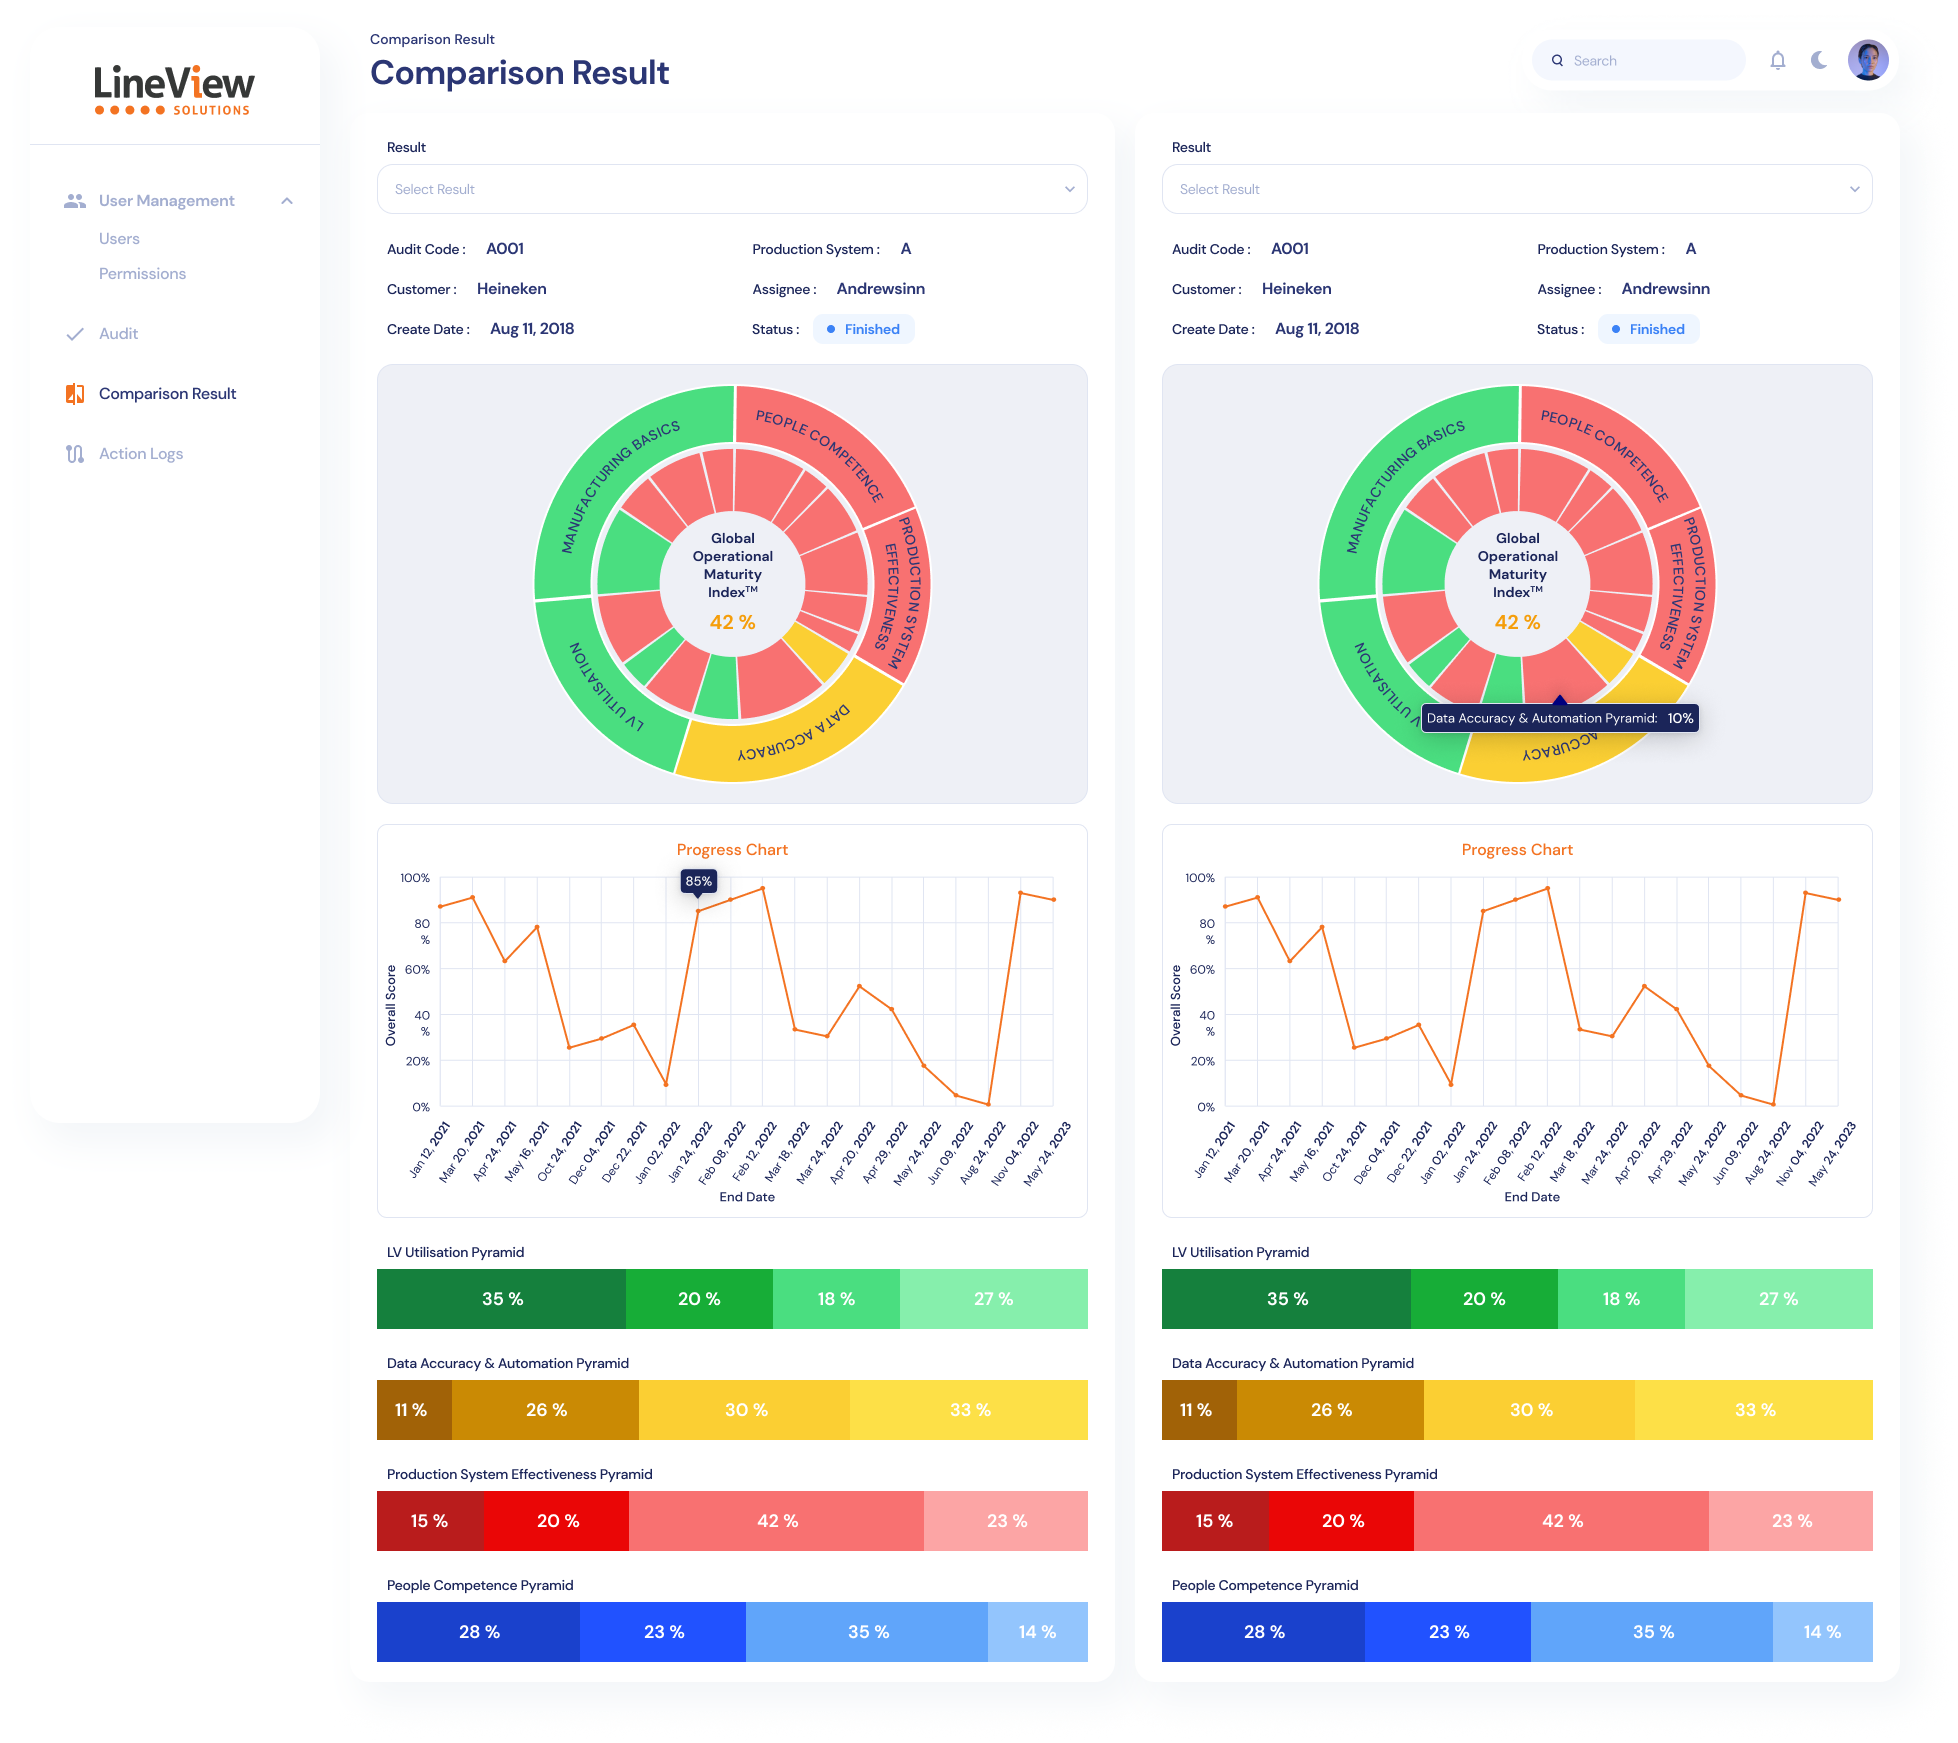 LineView
SOLUTIONS
User Management
Users
Permissions
Audit
Comparison Result
Action Logs
Comparison Result
Comparison Result
Search
Result
Select Result
Audit Code : A001
Production System : A
Customer : Heineken
Assignee : Andrewsinn
Create Date : Aug 11, 2018
Status : Finished
MANUFACTURING BASICS
PEOPLE COMPETENCE
PRODUCTION SYSTEM
EFFECTIVENESS
DATA ACCURACY
LV UTILISATION
Global
Operational
Maturity
Index™
42 %
Progress Chart
85%
100%
80
%
60%
40
%
20%
0%
Overall Score
Jan 12, 2021
Mar 20, 2021
Apr 24, 2021
May 16, 2021
Oct 24, 2021
Dec 04, 2021
Dec 22, 2021
Jan 02, 2022
Jan 24, 2022
Feb 08, 2022
Feb 12, 2022
Mar 18, 2022
Mar 24, 2022
Apr 20, 2022
Apr 29, 2022
May 24, 2022
Jun 09, 2022
Aug 24, 2022
Nov 04, 2022
May 24, 2023
End Date
LV Utilisation Pyramid
35 % 20 % 18 % 27 %
Data Accuracy & Automation Pyramid
11 % 26 % 30 % 33 %
Production System Effectiveness Pyramid
15 % 20 % 42 % 23 %
People Competence Pyramid
28 % 23 % 35 % 14 %
Result
Select Result
Audit Code : A001
Production System : A
Customer : Heineken
Assignee : Andrewsinn
Create Date : Aug 11, 2018
Status : Finished
MANUFACTURING BASICS
PEOPLE COMPETENCE
PRODUCTION SYSTEM
EFFECTIVENESS
ACCURACY
V UTILISATION
Global
Operational
Maturity
Index™
42 %
Data Accuracy & Automation Pyramid: 10%
Progress Chart
100%
80
%
60%
40
%
20%
0%
Overall Score
Jan 12, 2021
Mar 20, 2021
Apr 24, 2021
May 16, 2021
Oct 24, 2021
Dec 04, 2021
Dec 22, 2021
Jan 02, 2022
Jan 24, 2022
Feb 08, 2022
Feb 12, 2022
Mar 18, 2022
Mar 24, 2022
Apr 20, 2022
Apr 29, 2022
May 24, 2022
Jun 09, 2022
Aug 24, 2022
Nov 04, 2022
May 24, 2023
End Date
LV Utilisation Pyramid
35 % 20 % 18 % 27 %
Data Accuracy & Automation Pyramid
11 % 26 % 30 % 33 %
Production System Effectiveness Pyramid
15 % 20 % 42 % 23 %
People Competence Pyramid
28 % 23 % 35 % 14 %